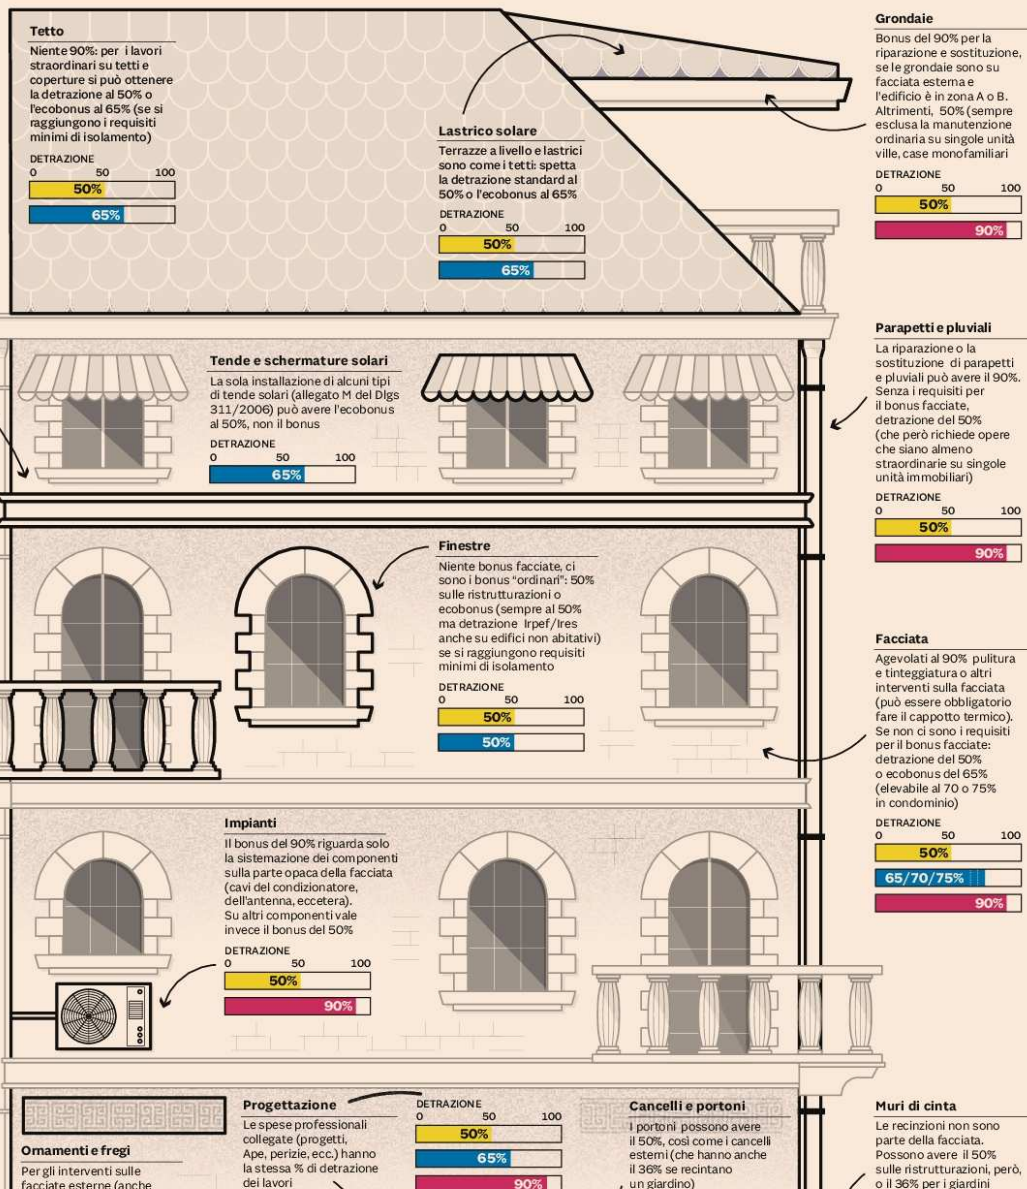 Tetto
Niente 90%: per i lavori
straordinari su tetti e
coperture si può ottenere
la detrazione al 50% o
l'ecobonus al 65% (se si
raggiungono i requisiti
minimi di isolamento)
DETRAZIONE
0 50 100
50%
65%
Lastrico solare
Terrazze a livello e lastrici
sono come i tetti: spetta
la detrazione standard al
50% o l'ecobonus al 65%
DETRAZIONE
0 50 100
50%
65%
Grondaie
Bonus del 90% per la
riparazione e sostituzione,
se le grondaie sono su
facciata esterna e
l'edificio è in zona A o B.
Altrimenti, 50% (sempre
esclusa la manutenzione
ordinaria su singole unità
ville, case monofamiliari
DETRAZIONE
0 50 100
50%
90%
Tende e schermature solari
La sola installazione di alcuni tipi
di tende solari (allegato M del Dlgs
311/2006) può avere l'ecobonus
al 50%, non il bonus
DETRAZIONE
0 50 100
65%
Parapetti e pluviali
La riparazione o la
sostituzione di parapetti
e pluviali può avere il 90%.
Senza i requisiti per
il bonus facciate,
detrazione del 50%
(che però richiede opere
che siano almeno
straordinarie su singole
unità immobiliari)
DETRAZIONE
0 50 100
50%
90%
Finestre
Niente bonus facciate, ci
sono i bonus "ordinari": 50%
sulle ristrutturazioni o
ecobonus (sempre al 50%
ma detrazione Irpef/Ires
anche su edifici non abitativi)
se si raggiungono requisiti
minimi di isolamento
DETRAZIONE
0 50 100
50%
50%
Facciata
Agevolati al 90% pulitura
e tinteggiatura o altri
interventi sulla facciata
(può essere obbligatorio
fare il cappotto termico).
Se non ci sono i requisiti
per il bonus facciate:
detrazione del 50%
o ecobonus del 65%
(elevabile al 70 o 75%
in condominio)
DETRAZIONE
0 50 100
50%
65/70/75%
90%
Impianti
Il bonus del 90% riguarda solo
la sistemazione dei componenti
sulla parte opaca della facciata
(cavi del condizionatore,
dell'antenna, eccetera).
Su altri componenti vale
invece il bonus del 50%
DETRAZIONE
0 50 100
50%
90%
Ornamenti e fregi
Per gli interventi sulle
facciate esterne (anche
Progettazione
Le spese professionali
collegate (progetti,
Ape, perizie, ecc.) hanno
la stessa % di detrazione
dei lavori
DETRAZIONE
0 50 100
50%
65%
90%
Cancelli e portoni
I portoni possono avere
il 50%, così come i cancelli
esterni (che hanno anche
il 36% se recintano
un giardino)
Muri di cinta
Le recinzioni non sono
parte della facciata.
Possono avere il 50%
sulle ristrutturazioni, però,
o il 36% per i giardini